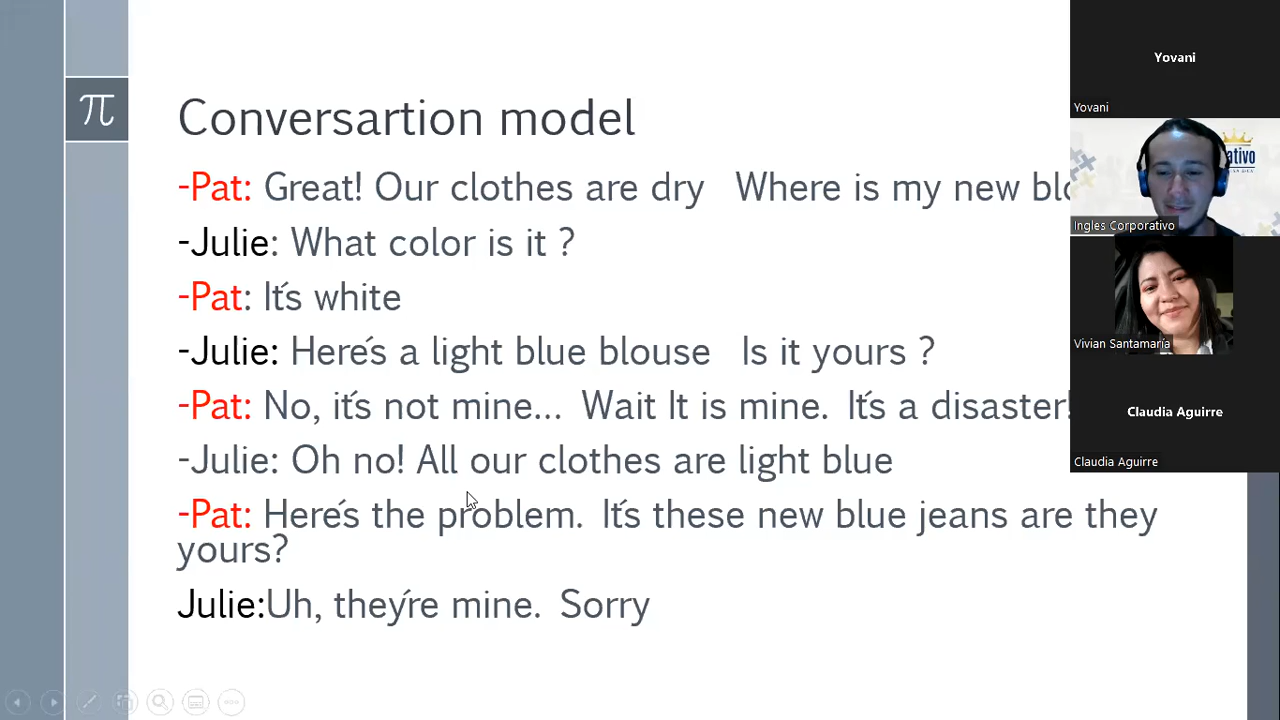 Yovani
Yovani
π
Conversartion model
-Pat: Great! Our clothes are dry Where is my new
-Julie: What color is it ?
-Pat: It´s white
-Julie: Here´s a light blue blouse Is it yours ?
-Pat: No, it´s not mine... Wait It is mine. It´s a disaster!
-Julie: Oh no! All our clothes are light blue
-Pat: Here´s the problem. It´s these new blue jeans are they
yours?
Julie:Uh, they´re mine. Sorry
Ingles Corporativo
Vivian Santamaría
Claudia Aguirre
Claudia Aguirre